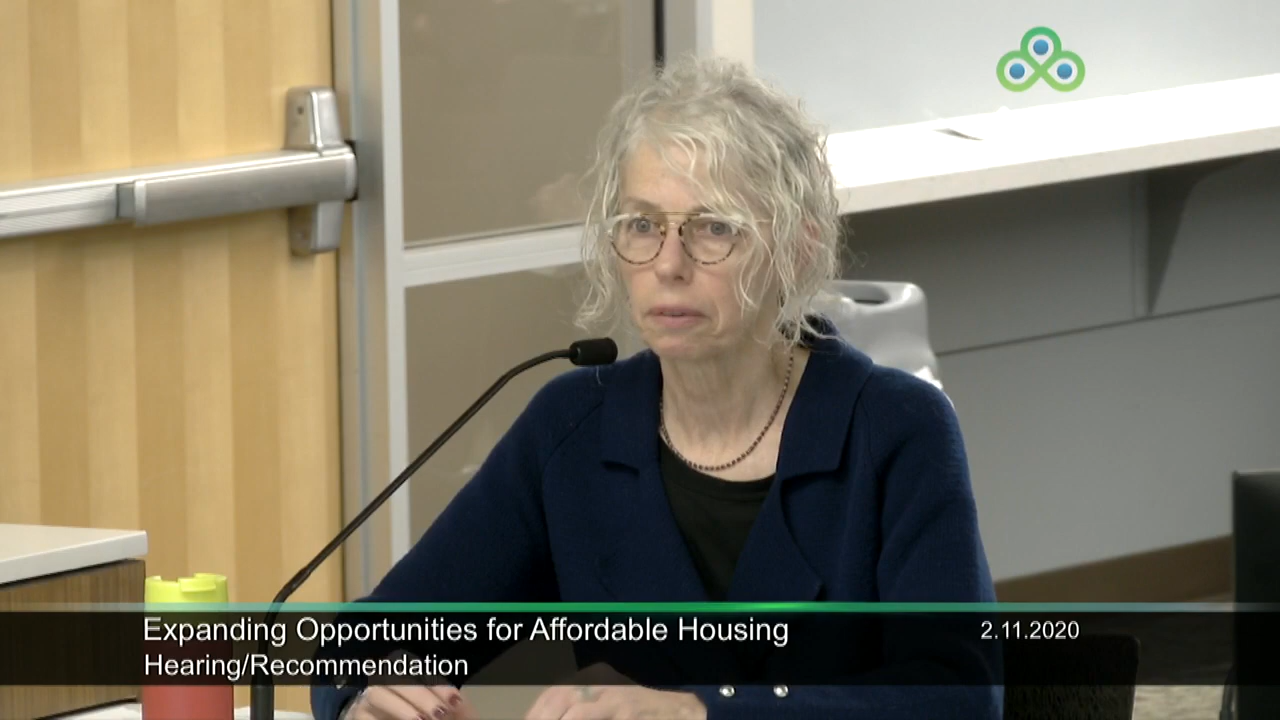 Expanding Opportunities for Affordable Housing
2.11.2020
Hearing/Recommendation